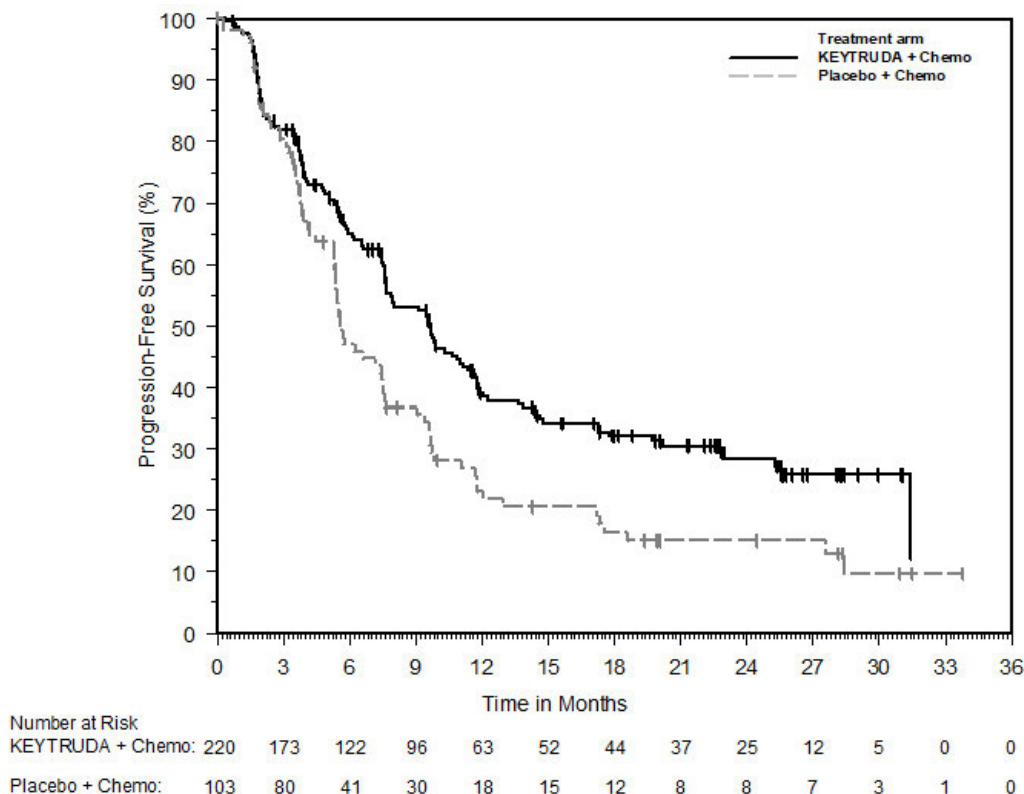 100
90
80
70
60
50
40
30
20
10
0
Progression-Free Survival (%)
Treatment arm
KEYTRUDA + Chemo
Placebo + Chemo
0 3 6 9 12 15 18 21 24 27 30 33 36
Time in Months
Number at Risk
KEYTRUDA + Chemo: 220 173 122 96 63 52 44 37 25 12 5 0 0
Placebo + Chemo: 103 80 41 30 18 15 12 8 8 7 3 1 0